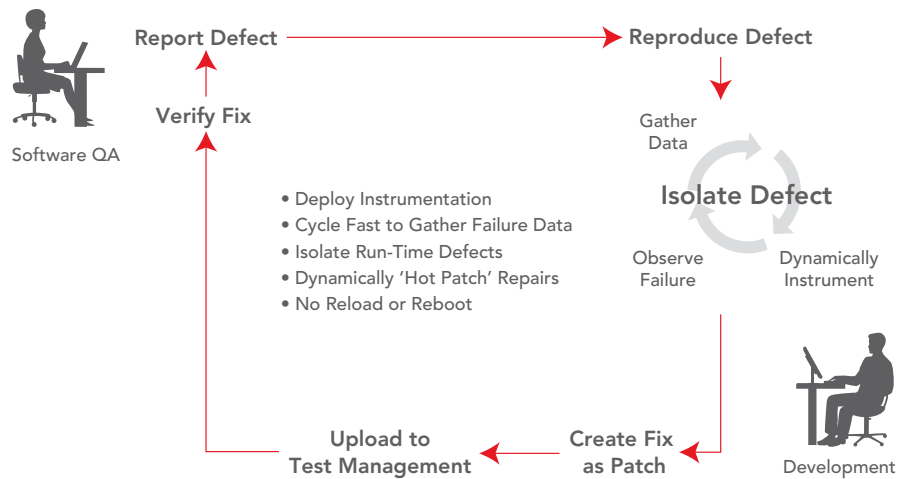 Report Defect
Reproduce Defect
Verify Fix
Software QA
Gather
Data
Isolate Defect
• Deploy Instrumentation
• Cycle Fast to Gather Failure Data
• Isolate Run-Time Defects
• Dynamically ‘Hot Patch’ Repairs
• No Reload or Reboot
Observe
Failure
Dynamically
Instrument
Upload to
Test Management
Create Fix
as Patch
Development